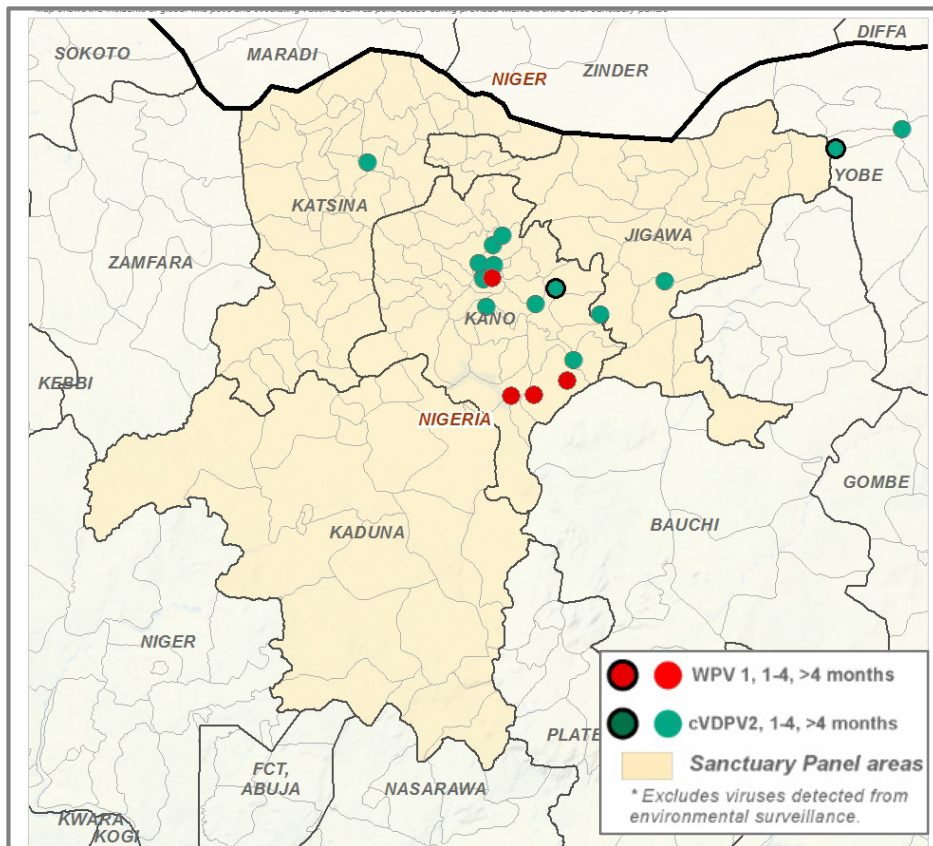 DIFFA
SOKOTO
MARADI
ZINDER
NIGER
YOBE
KATSINA
JIGAWA
ZAMFARA
KANO
KEBBI
NIGERIA
GOMBE
BAUCHI
KADUNA
NIGER
WPV 1, 1-4, >4 months
cVDPV2, 1-4, >4 months
PLATE
Sanctuary Panel areas
FCT,
ABUJA
NASARAWA
* Excludes viruses detected from
environmental surveillance.
KWARA
KOGI